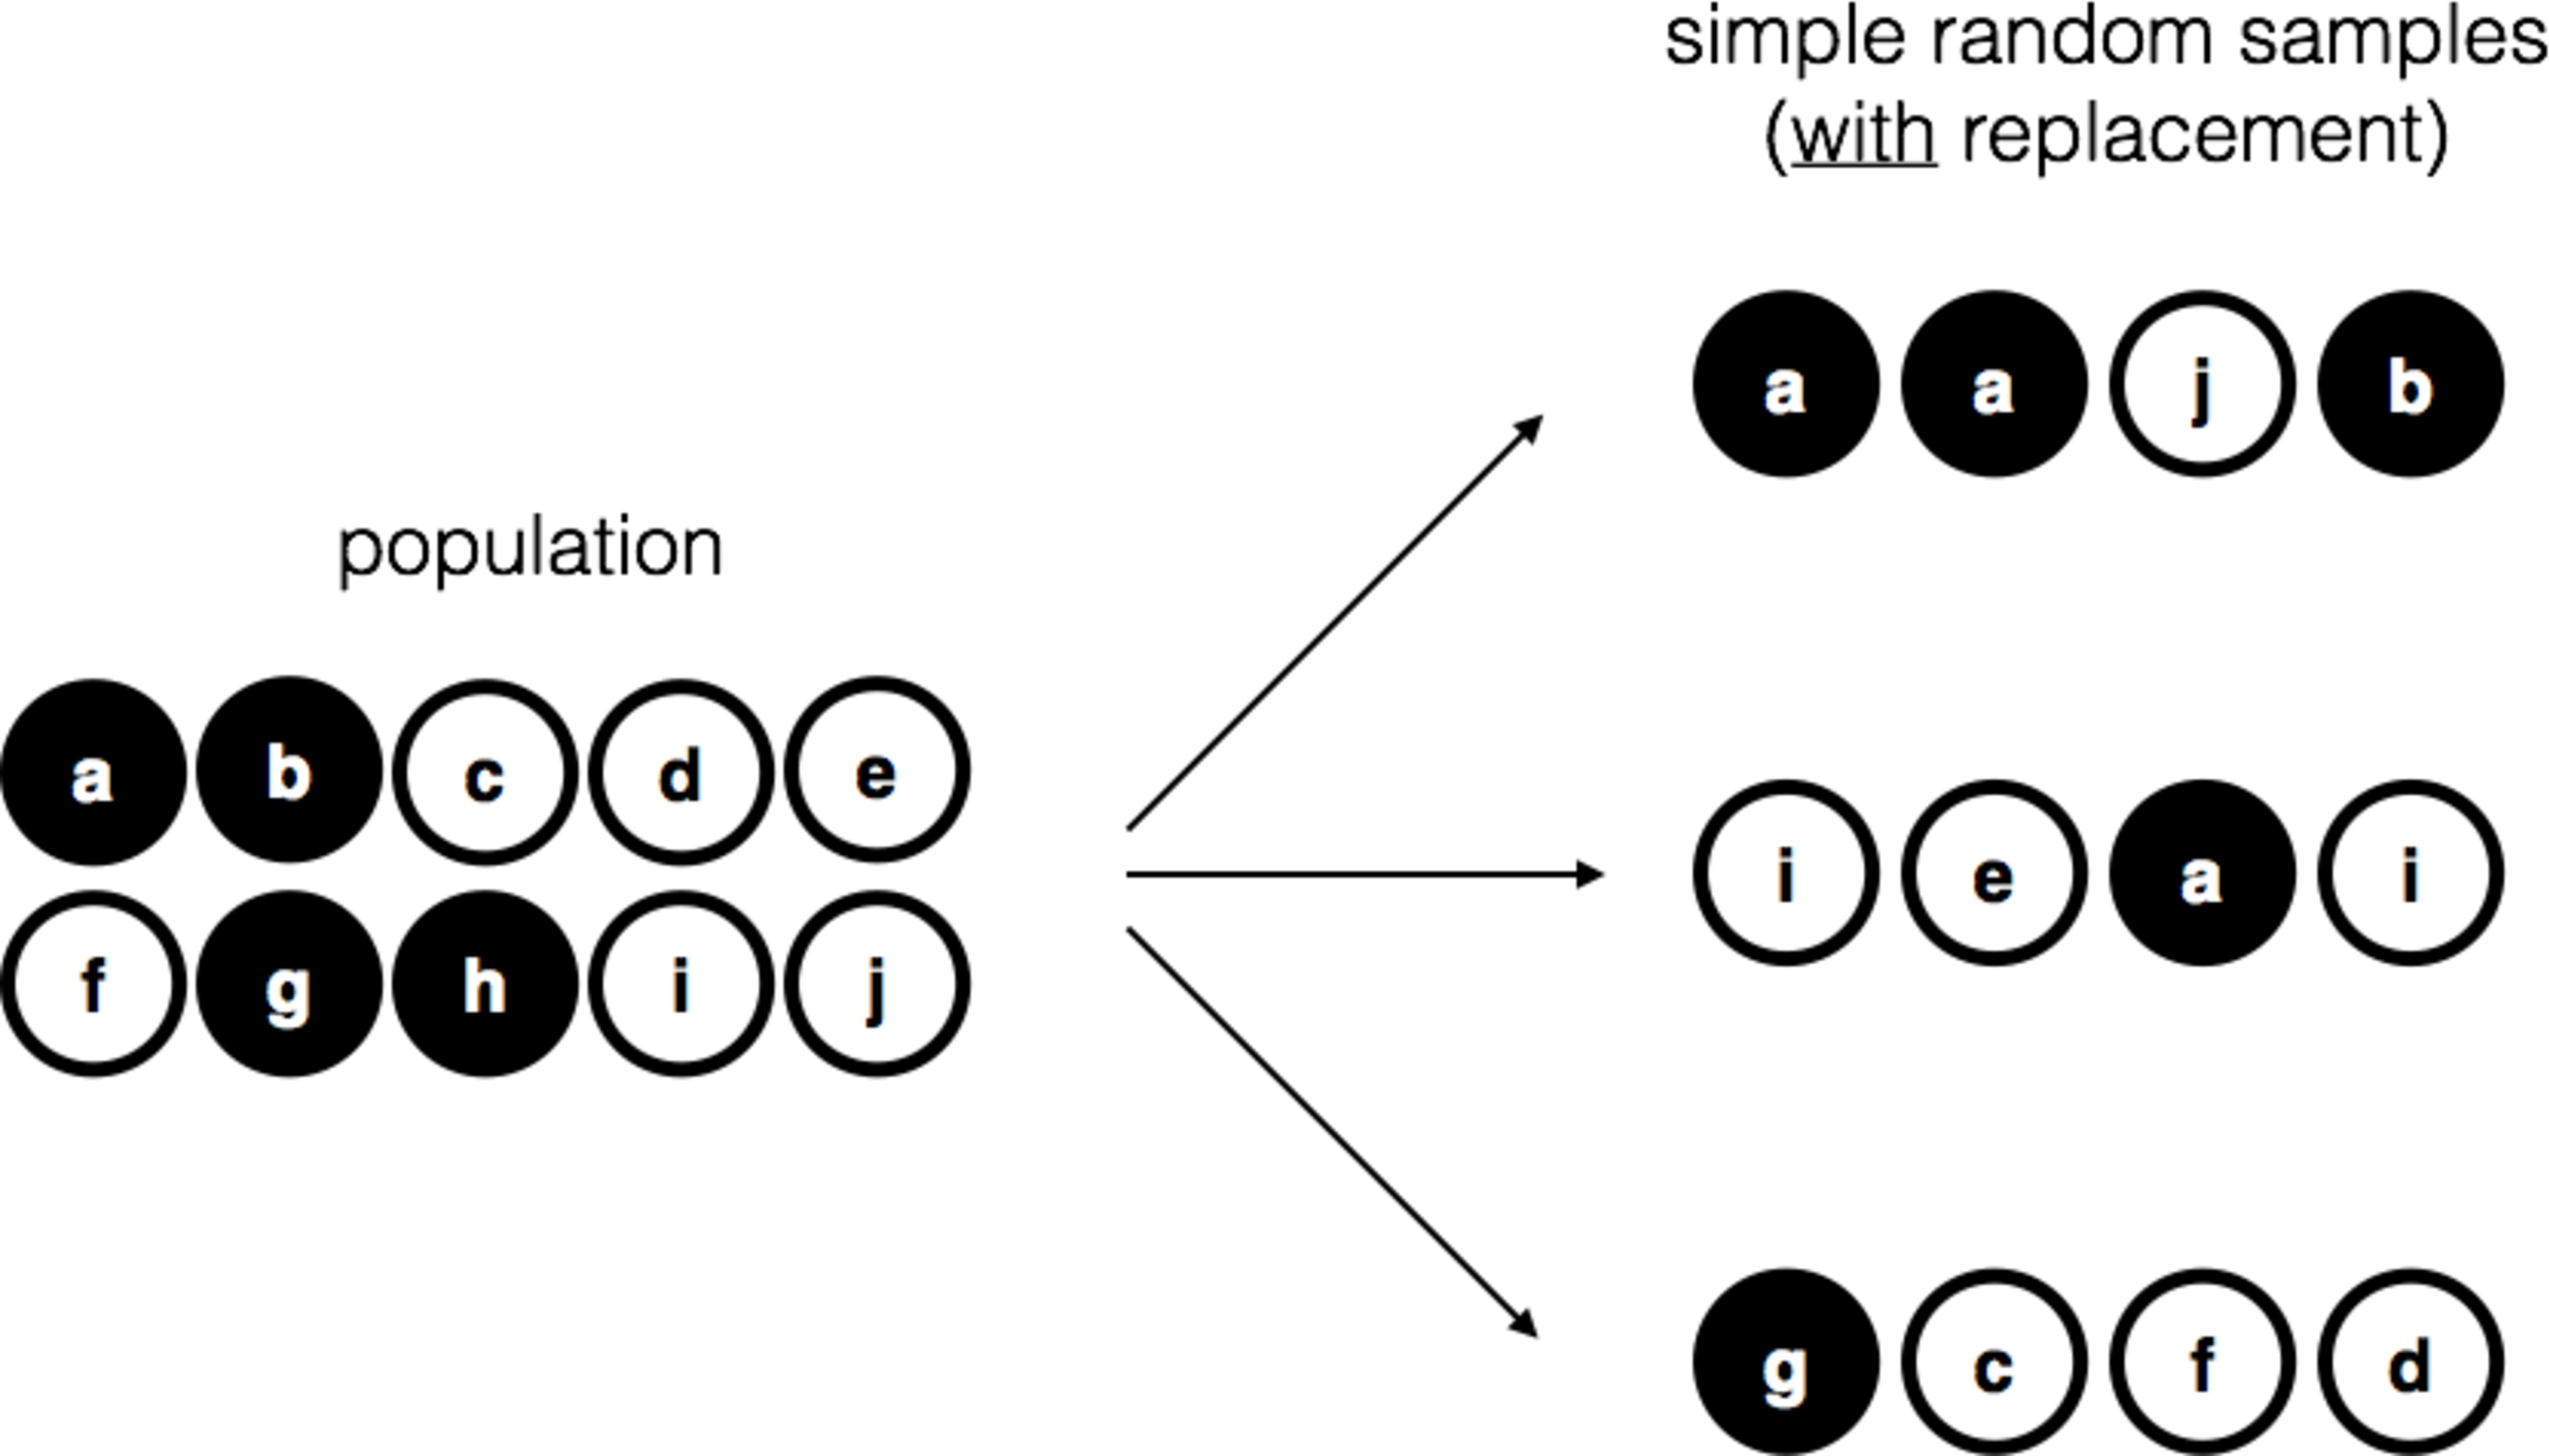 simple random samples
(with replacement)
a a j b
population
a b c d e
i e a i
f g h i j
g c f d